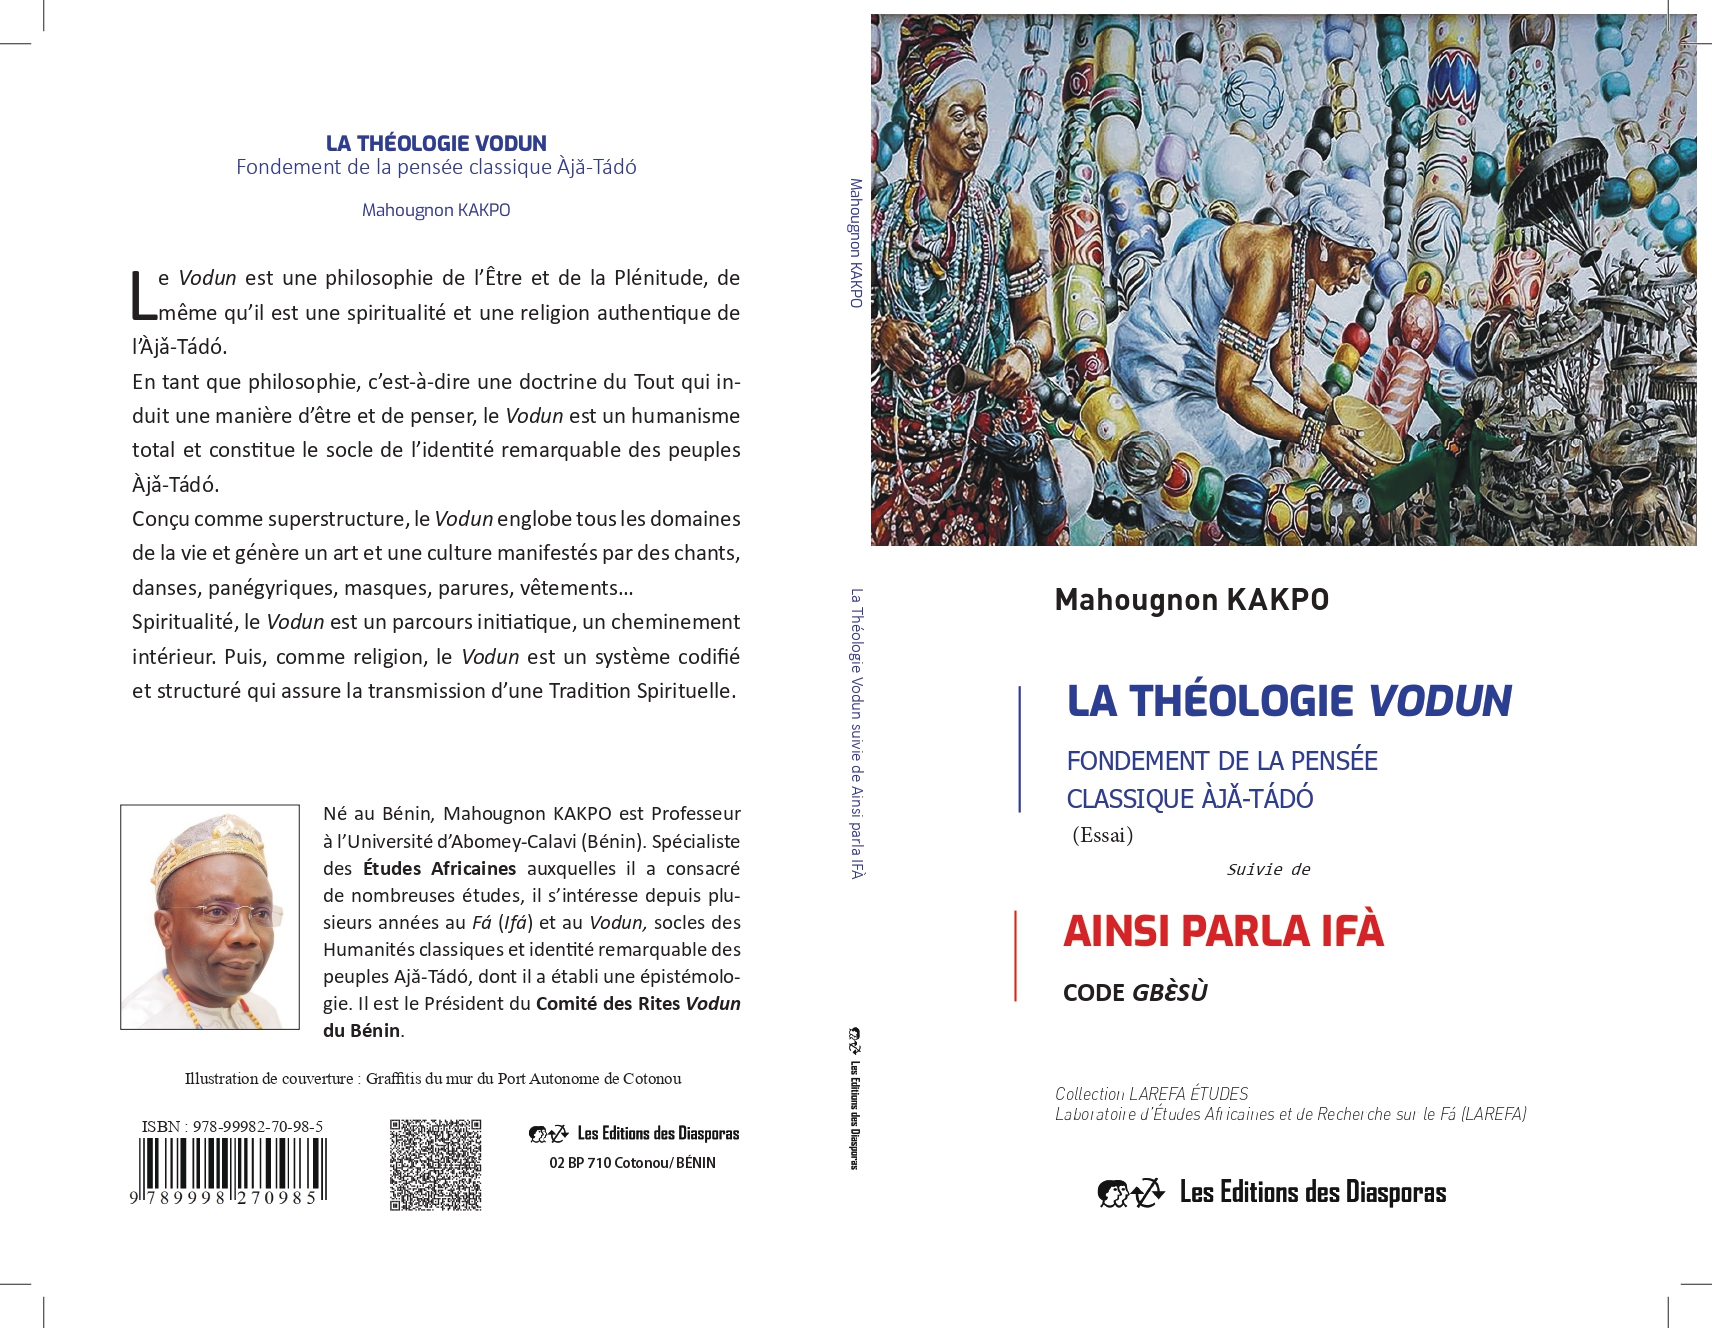 LA THÉOLOGIE VODUN
Fondement de la pensée classique Àjă-Tádó
Mahougnon KAKPO
Le Vodun est une philosophie de l’Être et de la Plénitude, de
même qu’il est une spiritualité et une religion authentique de
l’Àjă-Tádó.
En tant que philosophie, c’est-à-dire une doctrine du Tout qui in-
duit une manière d’être et de penser, le Vodun est un humanisme
total et constitue le socle de l’identité remarquable des peuples
Àjă-Tádó.
Conçu comme superstructure, le Vodun englobe tous les domaines
de la vie et génère un art et une culture manifestés par des chants,
danses, panégyriques, masques, parures, vêtements...
Spiritualité, le Vodun est un parcours initiatique, un cheminement
intérieur. Puis, comme religion, le Vodun est un système codifié
et structuré qui assure la transmission d’une Tradition Spirituelle.
Né au Bénin, Mahougnon KAKPO est Professeur
à l’Université d’Abomey-Calavi (Bénin). Spécialiste
des Études Africaines auxquelles il a consacré
de nombreuses études, il s’intéresse depuis plu-
sieurs années au Fá (Ifá) et au Vodun, socles des
Humanités classiques et identité remarquable des
peuples Ajă-Tádó, dont il a établi une épistémolo-
gie. Il est le Président du Comité des Rites Vodun
du Bénin.
Illustration de couverture : Graffitis du mur du Port Autonome de Cotonou
ISBN : 978-99982-70-98-5
9 789998 270985
Les Editions des Diasporas
02 BP 710 Cotonou/ BÉNIN
Mahougnon KAKPO
La Théologie Vodun suivie de Ainsi parla IFÀ
Les Editions des Diasporas
Mahougnon KAKPO
LA THÉOLOGIE VODUN
FONDEMENT DE LA PENSÉE
CLASSIQUE ÀJĂ-TÁDÓ
(Essai)
Suivie de
AINSI PARLA IFÀ
CODE GBÈSÙ
Collection LAREFA ÉTUDES
Laboratoire d’Études Africaines et de Recherche sur le Fá (LAREFA)
Les Editions des Diasporas